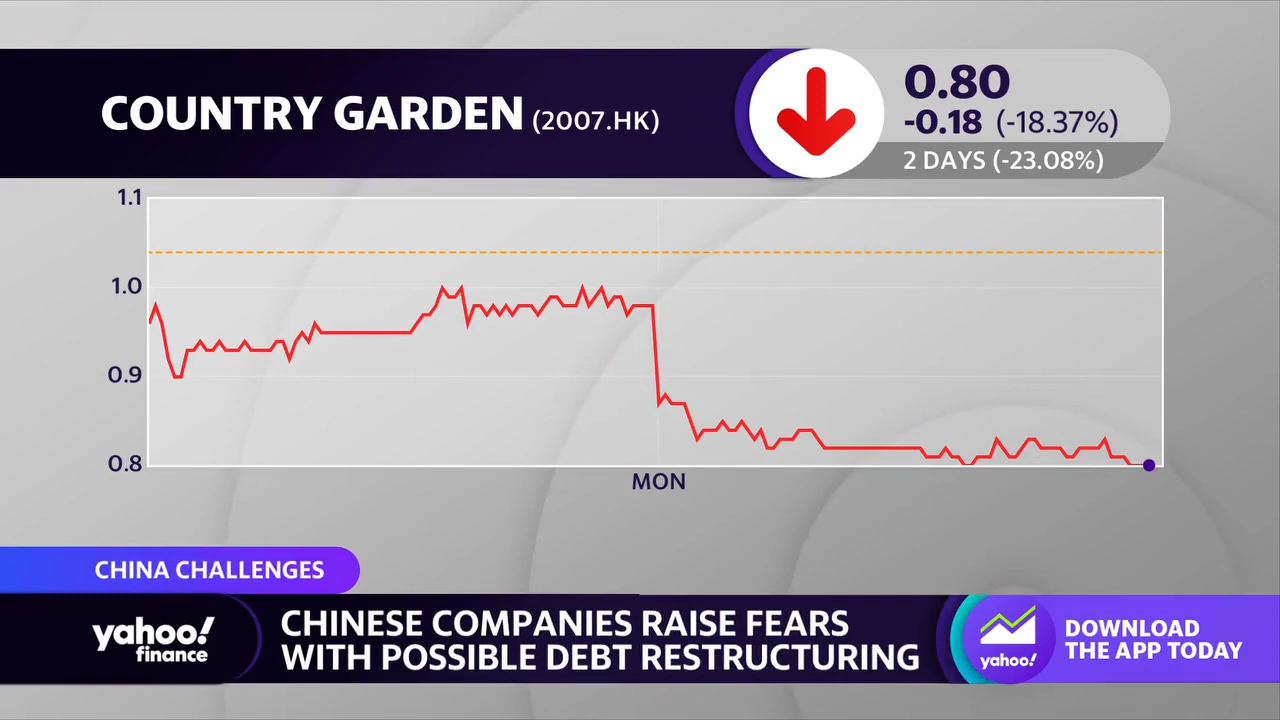 COUNTRY GARDEN (2007.HK)
0.80
-0.18 (-18.37%)
2 DAYS (-23.08%)
1.1
1.0
0.9
0.8
MON
CHINA CHALLENGES
yahoo!
finance
CHINESE COMPANIES RAISE FEARS
WITH POSSIBLE DEBT RESTRUCTURING
yahoo!
DOWNLOAD
THE APP TODAY